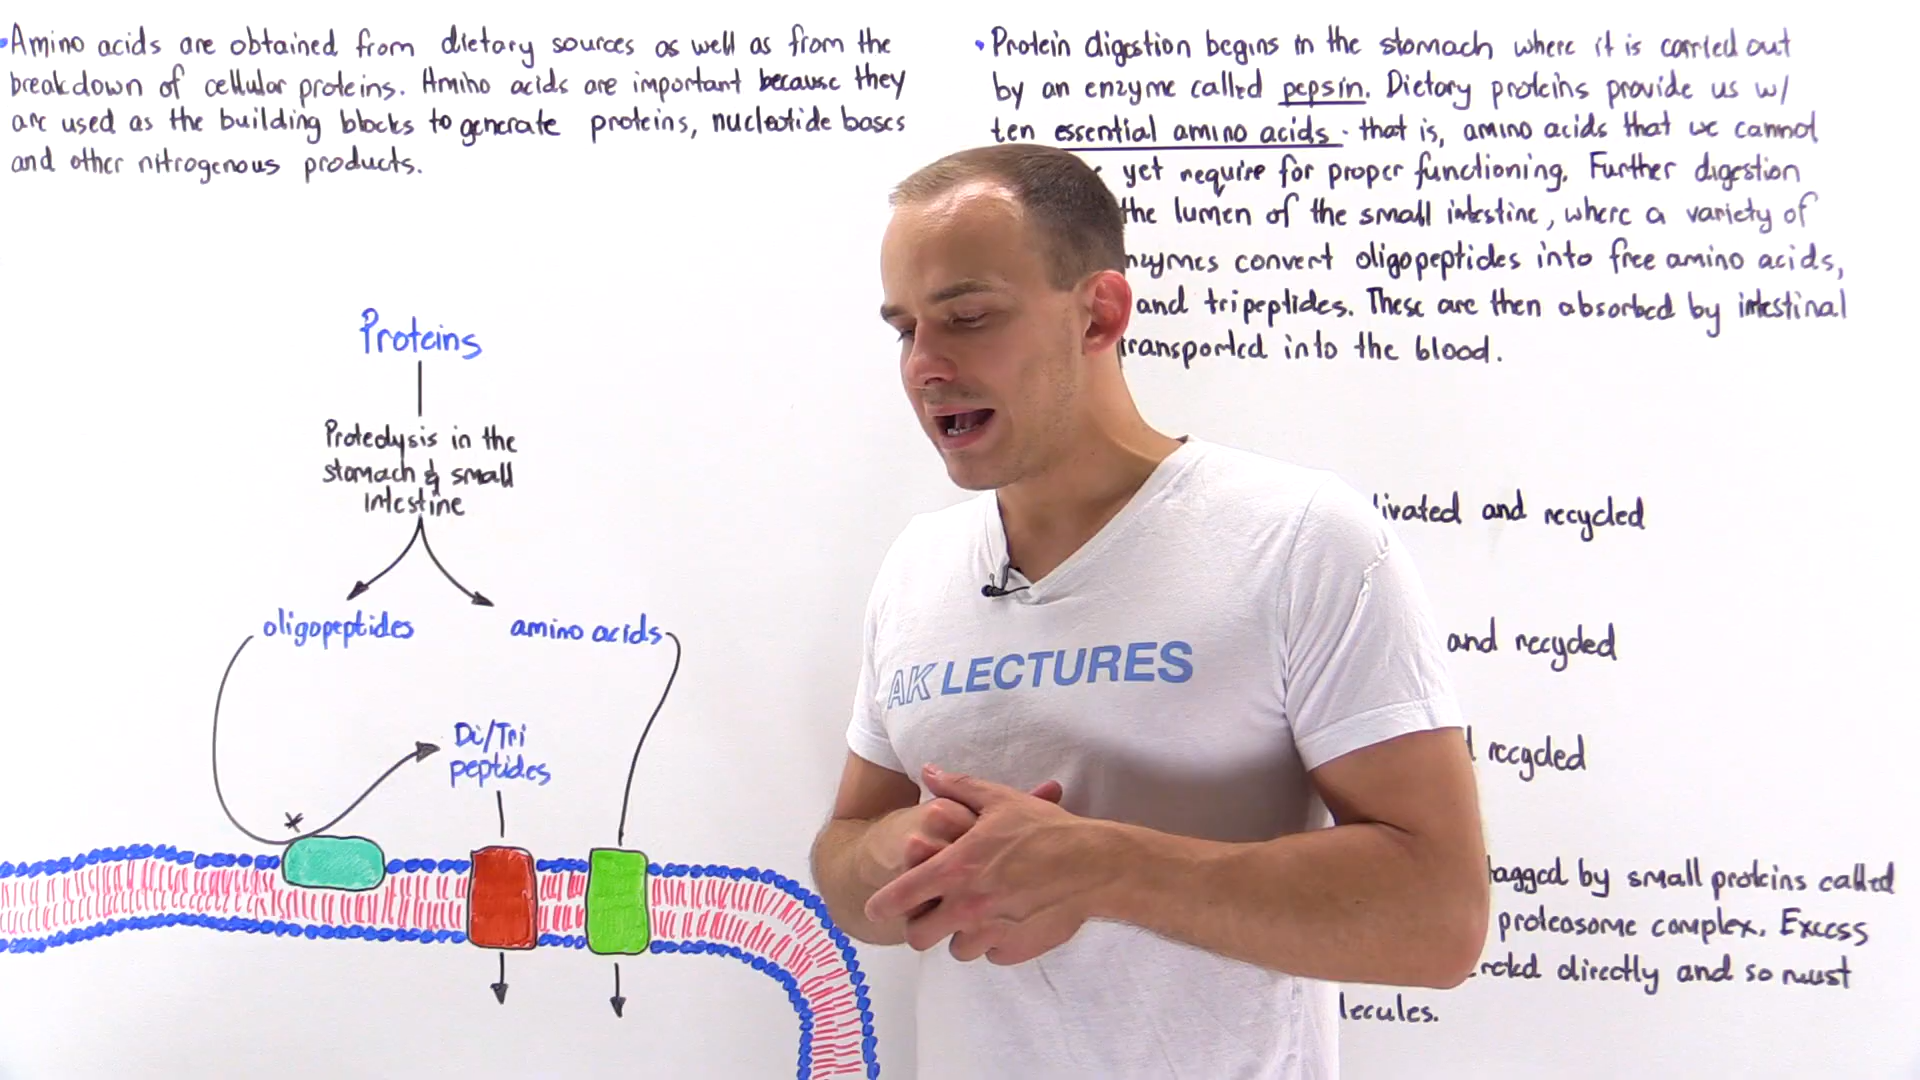 •Amino acids are obtained from dietary sources as well as from the
breakdown of cellular proteins. Amino acids are important because they
are used as the building blocks to generate proteins, nucleotide bases
and other nitrogenous products.
• Protein digestion begins in the stomach where it is carried out
by an enzyme called pepsin. Dietary proteins provide us w/
ten essential amino acids - that is, amino acids that we cannot
yet require for proper functioning. Further digestion
the lumen of the small intestine, where a variety of
convert oligopeptides into free amino acids,
and tripeptides. These are then absorbed by intestinal
into the blood.
Proteins
Proteolysis in the
stomach & small
intestine
oligopeptides
amino acids
Di/Tri
peptides
*
AK LECTURES
and recycled
and recycled
recycled
tagged by small proteins called
proteasome complex. Excess
directly and so must